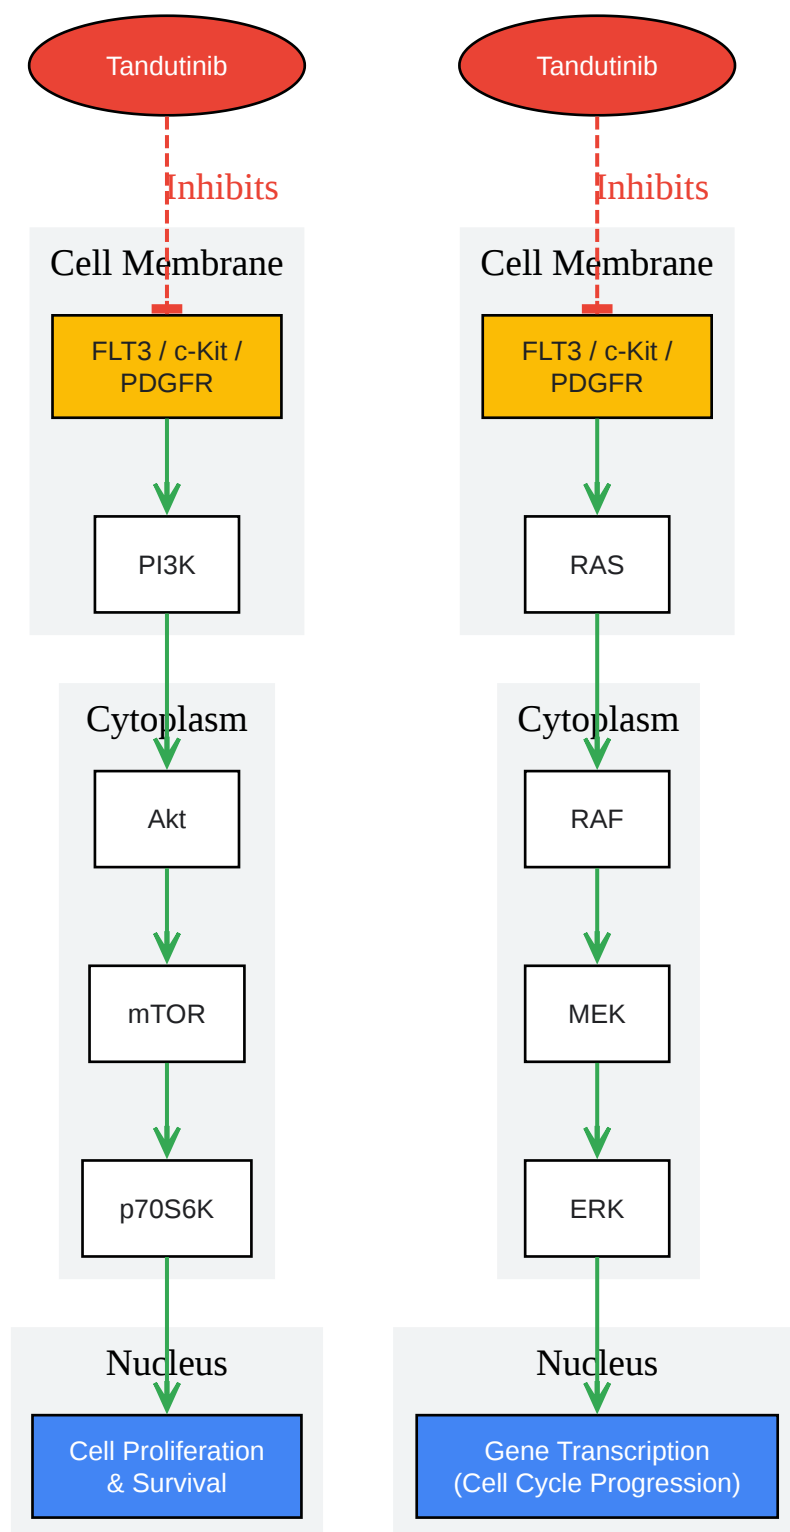 Tandutinib
Inhibits
Cell Membrane
FLT3 / c-Kit /
PDGFR
PI3K
Cytoplasm
Akt
mTOR
p70S6K
Nucleus
Cell Proliferation
& Survival
Tandutinib
Inhibits
Cell Membrane
FLT3 / c-Kit /
PDGFR
RAS
Cytoplasm
RAF
MEK
ERK
Nucleus
Gene Transcription
(Cell Cycle Progression)